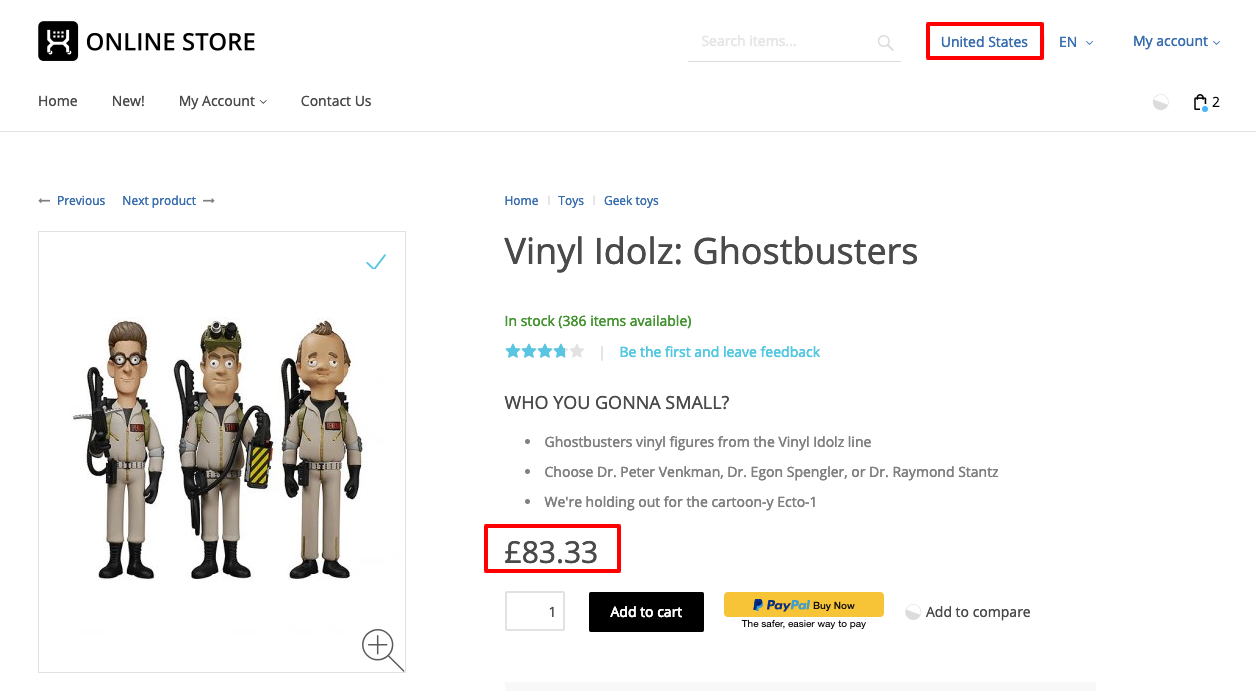 ONLINE STORE
Search items...
United States
EN
My account
Home
New!
My Account
Contact Us
2
Previous
Next product
Home
Toys
Geek toys
Vinyl Idolz: Ghostbusters
In stock (386 items available)
Be the first and leave feedback
WHO YOU GONNA SMALL?
Ghostbusters vinyl figures from the Vinyl Idolz line
Choose Dr. Peter Venkman, Dr. Egon Spengler, or Dr. Raymond Stantz
We're holding out for the cartoon-y Ecto-1
£83.33
1
Add to cart
PayPal Buy Now
The safer, easier way to pay
Add to compare